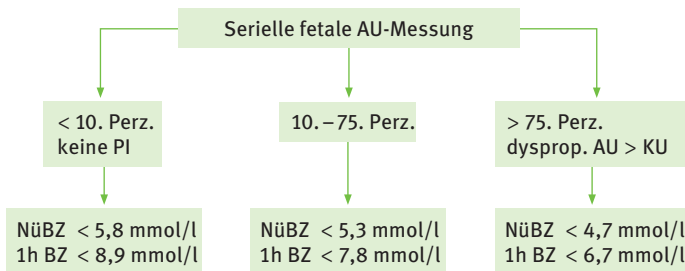 Serielle fetale AU-Messung
< 10. Perz.
keine PI
10. – 75. Perz.
> 75. Perz.
dysprop. AU > KU
NüBZ < 5,8 mmol/l
1h BZ < 8,9 mmol/l
NüBZ < 5,3 mmol/l
1h BZ < 7,8 mmol/l
NüBZ < 4,7 mmol/l
1h BZ < 6,7 mmol/l